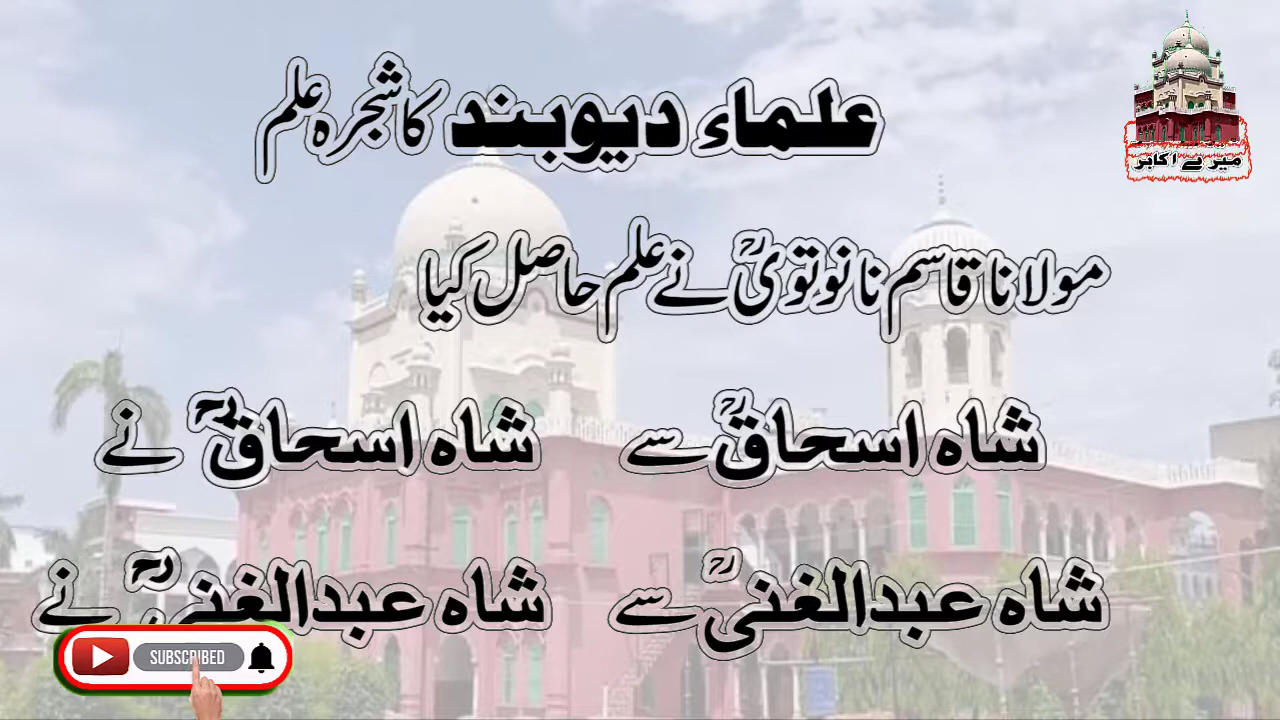 علماء دیوبند کا شجرہ علم
میرے اکابر
مولانا قاسم نانوتویؒ نے علم حاصل کیا
شاہ اسحاقؒ سے شاہ اسحاقؒ نے
شاہ عبدالغنیؒ سے شاہ عبدالغنیؒ نے
SUBSCRIBED